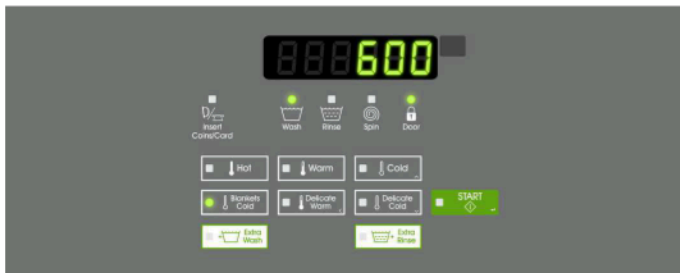 600
Insert
Coins/Card
Wash
Rinse
Spin
Door
Hot
Warm
Cold
Blankets
Cold
Delicate
Warm
Delicate
Cold
START
Extra
Wash
Extra
Rinse